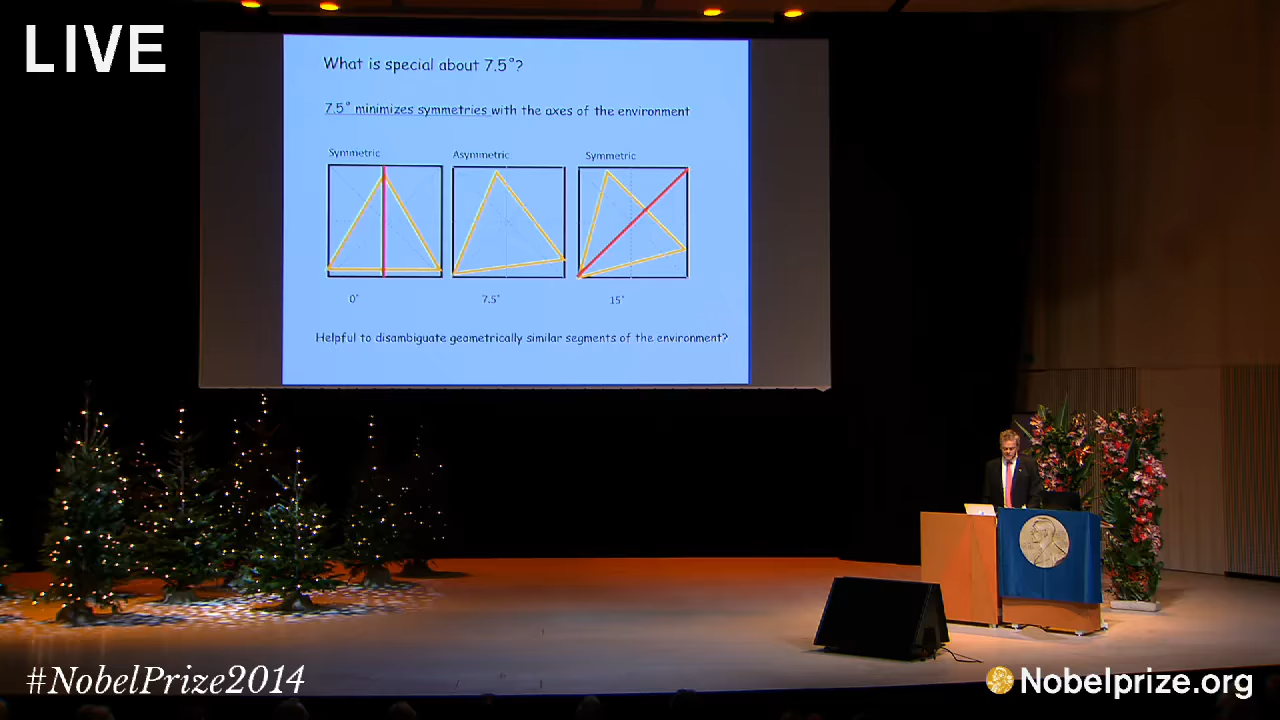 LIVE
What is special about 7.5°?
7.5° minimizes symmetries with the axes of the environment
Symmetric
Asymmetric
Symmetric
0°
7.5°
15°
Helpful to disambiguate geometrically similar segments of the environment?
#NobelPrize2014
Nobelprize.org